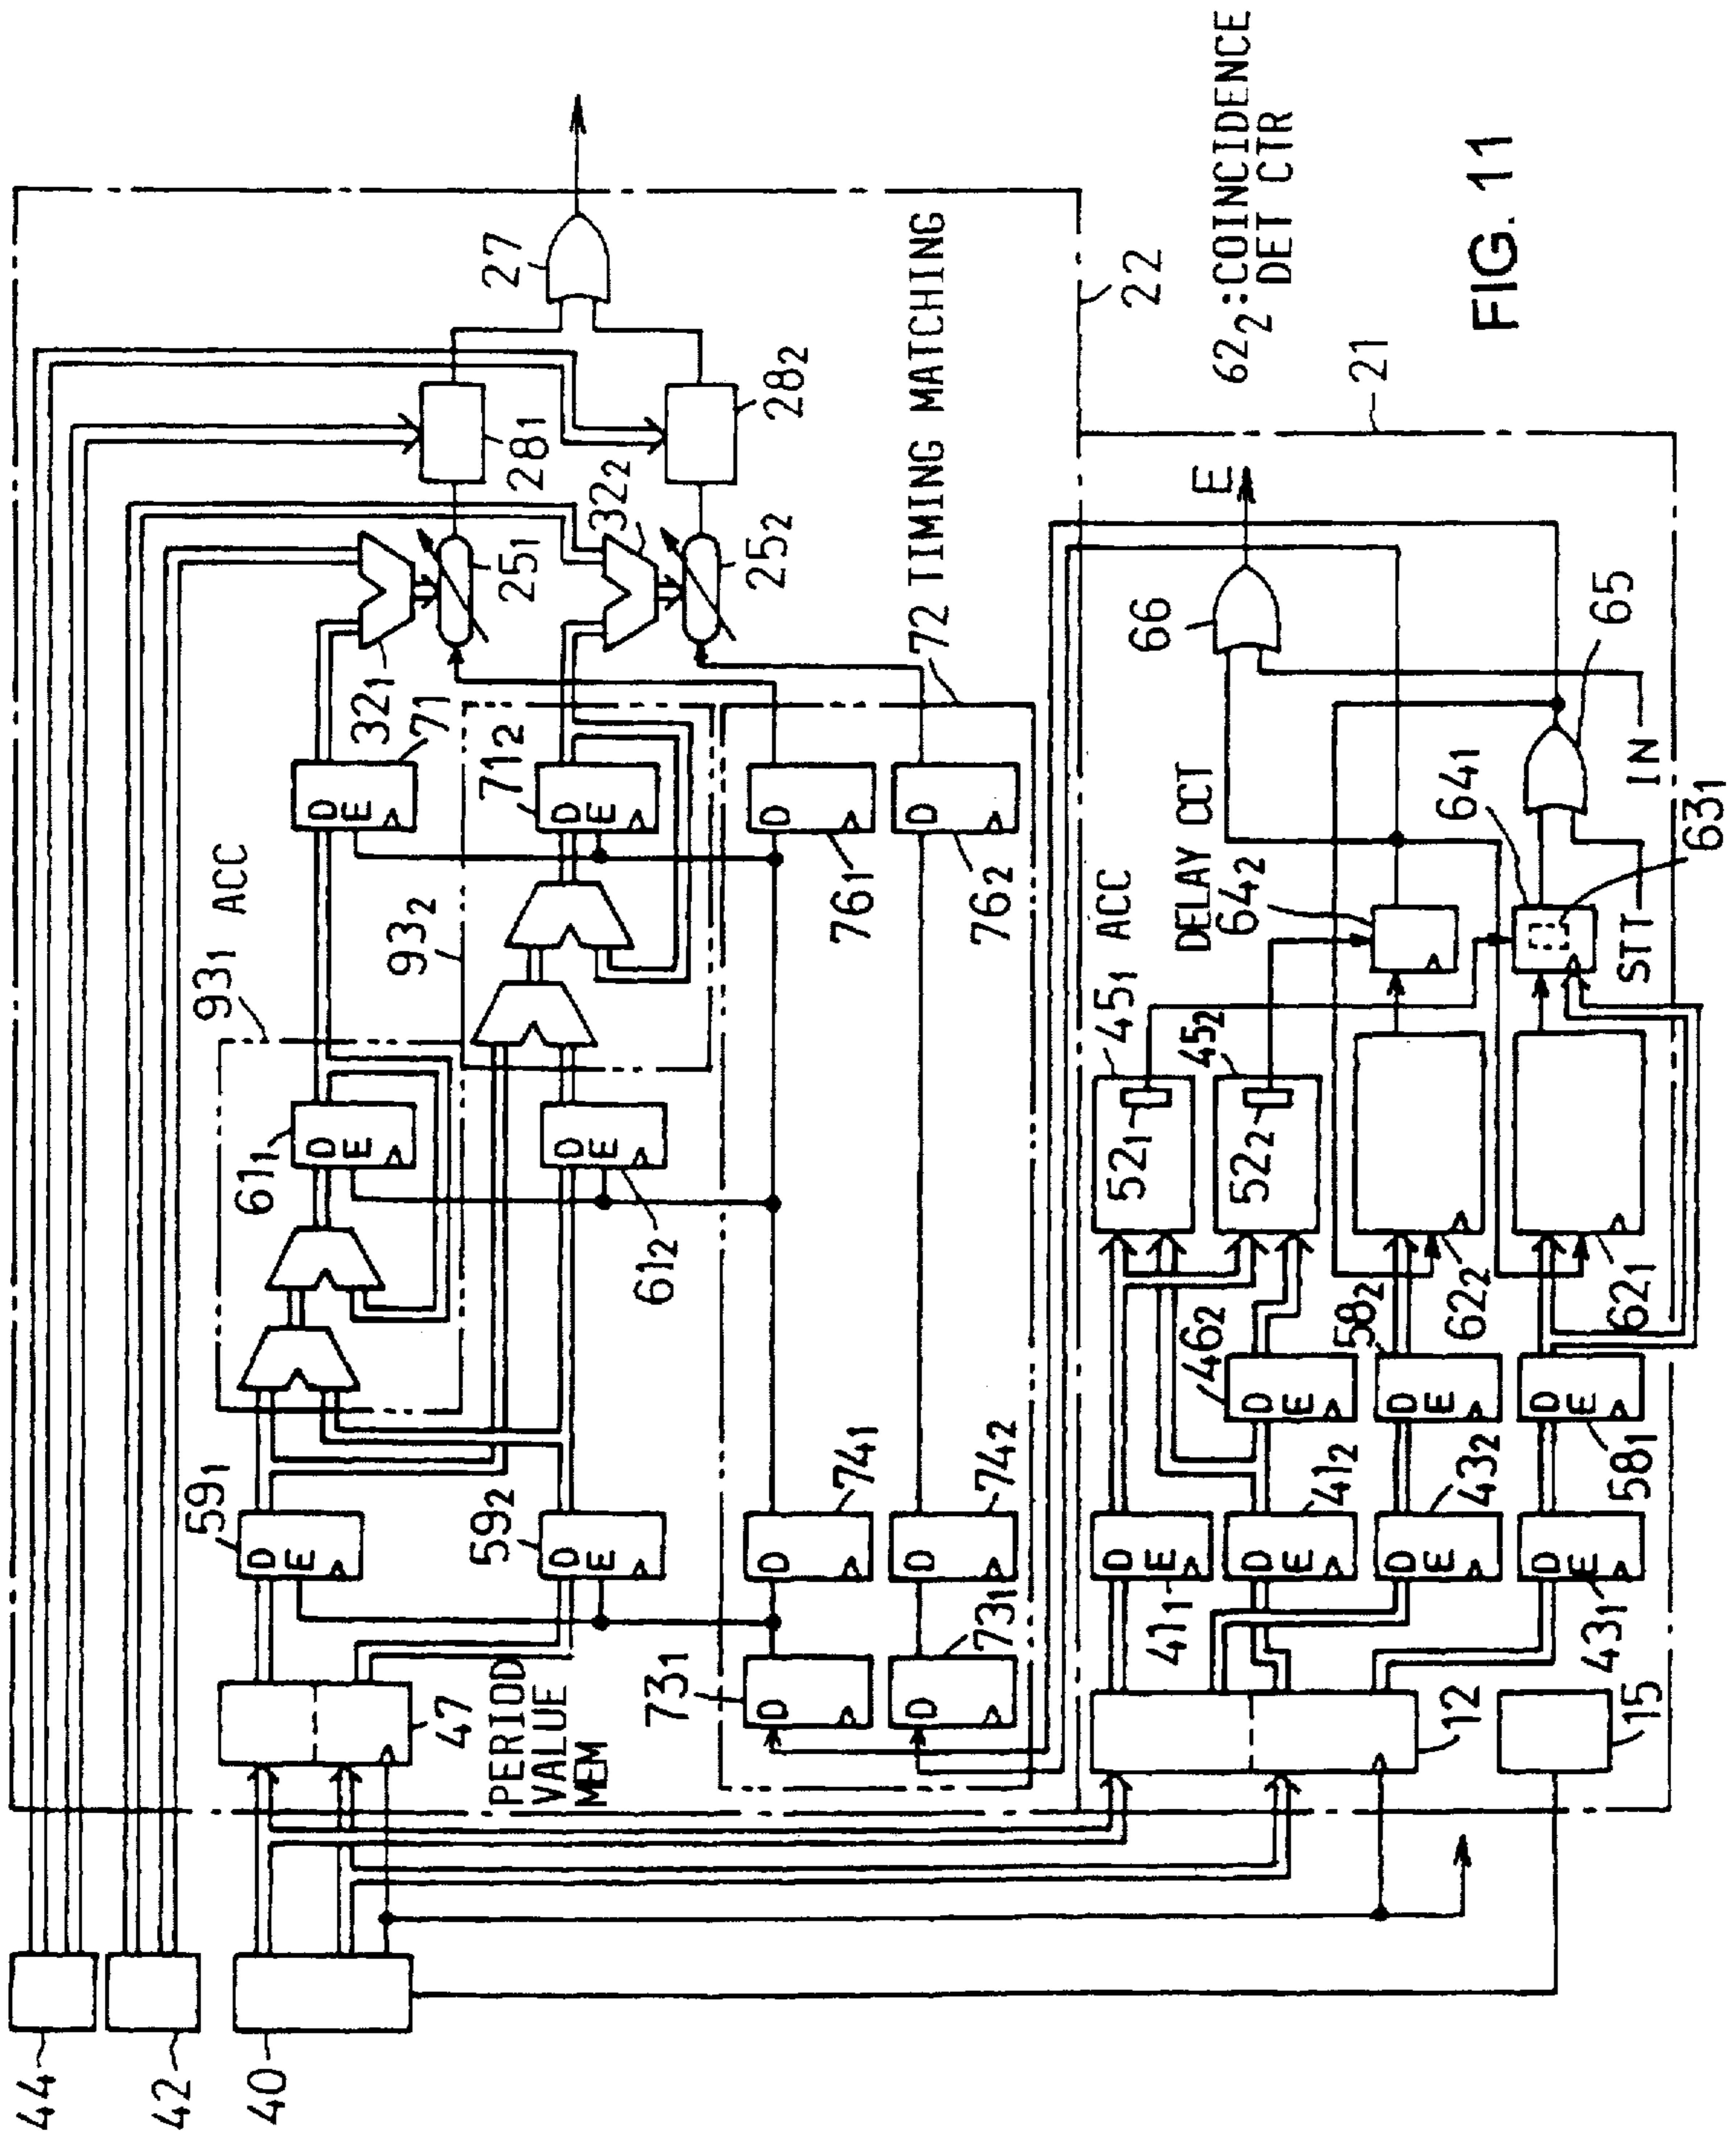 44
42
40
59₁
D
E
93₁ ACC
61₁
D
E
32₁
71
D
E
93₂
71₂
D
E
27
47
PERIOD
VALUE
MEM
59₂
D
E
61₂
D
E
25₁
28₁
32₂
25₂
28₂
73₁
D
74₁
D
76₁
D
73₁
D
74₂
D
76₂
D
72 TIMING MATCHING
22
41₁
D
E
45₁ ACC
52₁
DELAY CCT
64₂
66
E
62₂:COINCIDENCE
DET CTR
41₂
D
E
46₂
D
E
45₂
52₂
12
43₂
D
E
58₂
D
E
62₂
64₁
65
21
15
43₁
D
E
58₁
D
E
62₁
STT
IN
63₁
FIG. 11